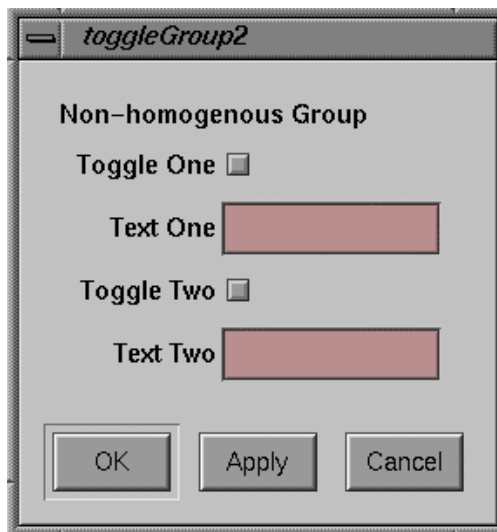 toggleGroup2
Non-homogenous Group
Toggle One
Text One
Toggle Two
Text Two
OK Apply Cancel